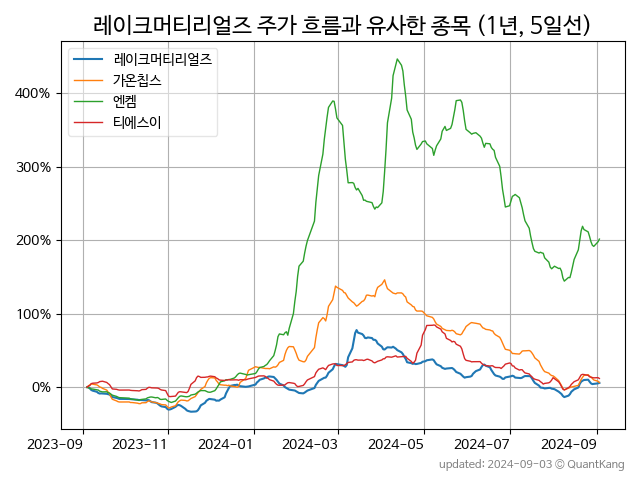 레이크머티리얼즈 주가 흐름과 유사한 종목 (1년, 5일선)
레이크머티리얼즈
가온칩스
엔켐
티에스이
400%
300%
200%
100%
0%
2023-09 2023-11 2024-01 2024-03 2024-05 2024-07 2024-09
updated: 2024-09-03 © QuantKang